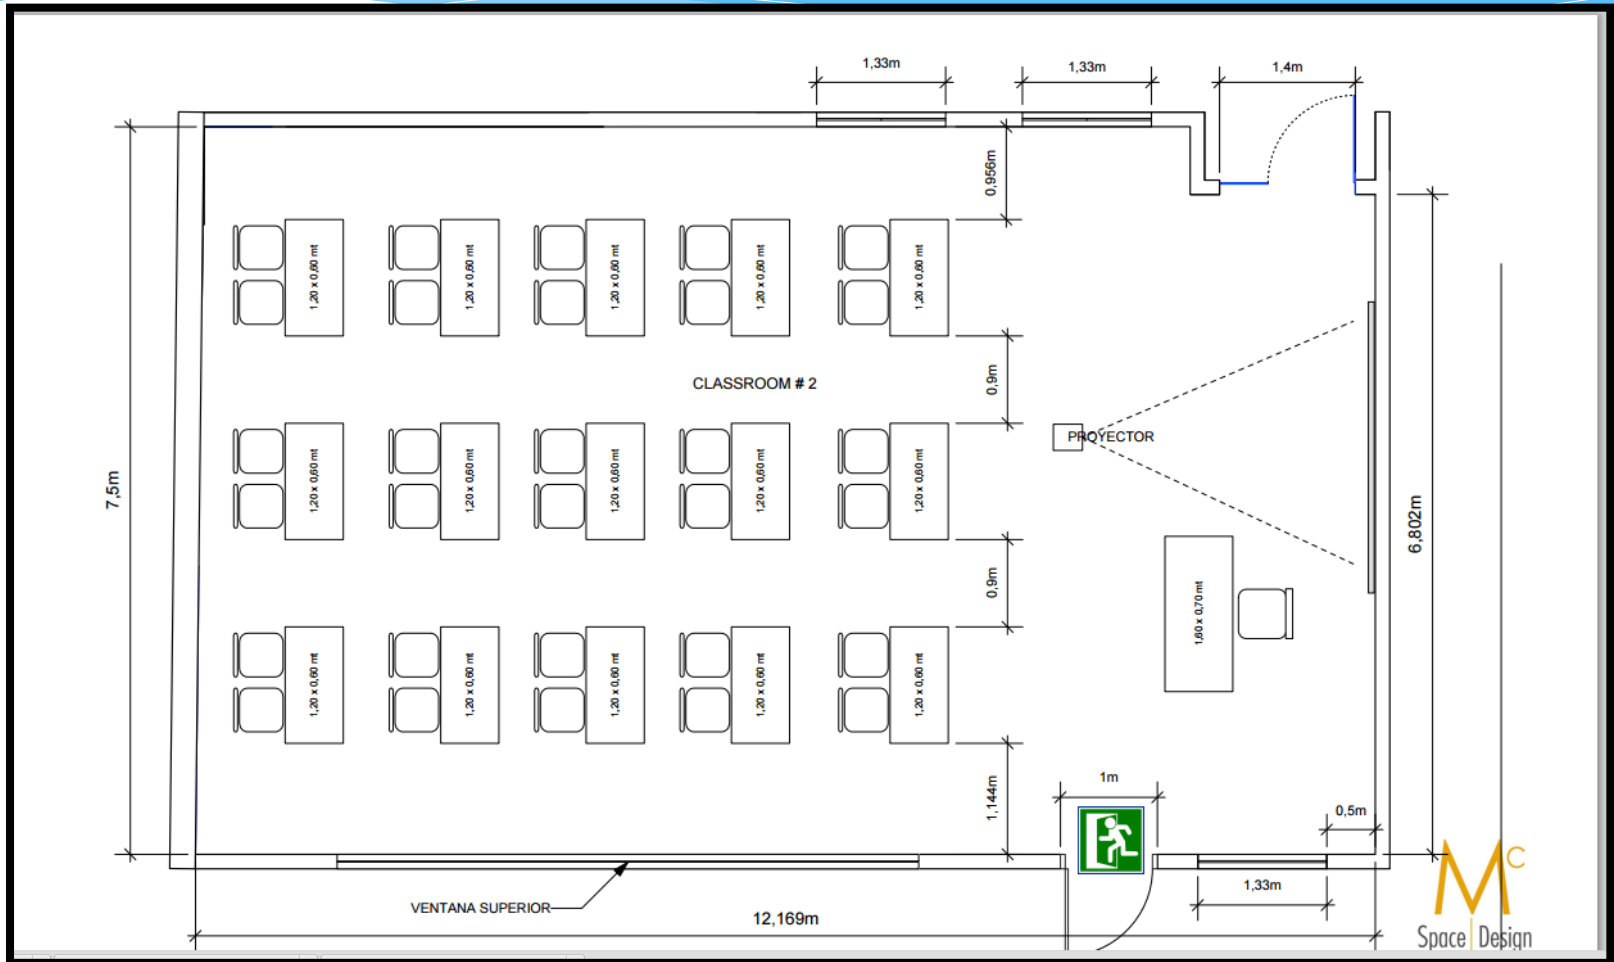 1,33m
1,33m
1,4m
0,956m
1,20 x 0,60 mt
1,20 x 0,60 mt
1,20 x 0,60 mt
1,20 x 0,60 mt
1,20 x 0,60 mt
CLASSROOM # 2
0,9m
PROYECTOR
7,5m
1,20 x 0,60 mt
1,20 x 0,60 mt
1,20 x 0,60 mt
1,20 x 0,60 mt
1,20 x 0,60 mt
6,802m
0,9m
1,60 x 0,70 mt
1,20 x 0,60 mt
1,20 x 0,60 mt
1,20 x 0,60 mt
1,20 x 0,60 mt
1,20 x 0,60 mt
1m
1,144m
0,5m
1,33m
VENTANA SUPERIOR
12,169m
MC
Space Design